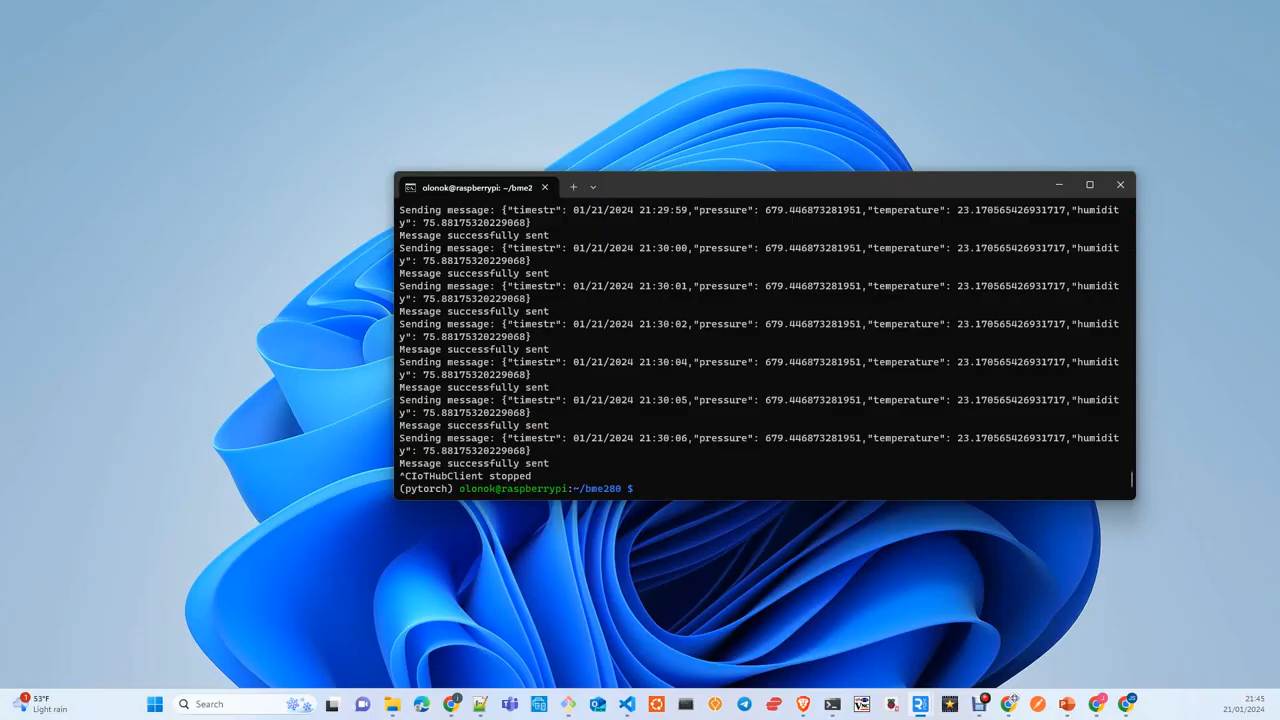 olonok@raspberrypi: ~/bme2
Sending message: {"timestr": 01/21/2024 21:29:59,"pressure": 679.446873281951,"temperature": 23.170565426931717,"humidit
y": 75.88175320229068}
Message successfully sent
Sending message: {"timestr": 01/21/2024 21:30:00,"pressure": 679.446873281951,"temperature": 23.170565426931717,"humidit
y": 75.88175320229068}
Message successfully sent
Sending message: {"timestr": 01/21/2024 21:30:01,"pressure": 679.446873281951,"temperature": 23.170565426931717,"humidit
y": 75.88175320229068}
Message successfully sent
Sending message: {"timestr": 01/21/2024 21:30:02,"pressure": 679.446873281951,"temperature": 23.170565426931717,"humidit
y": 75.88175320229068}
Message successfully sent
Sending message: {"timestr": 01/21/2024 21:30:04,"pressure": 679.446873281951,"temperature": 23.170565426931717,"humidit
y": 75.88175320229068}
Message successfully sent
Sending message: {"timestr": 01/21/2024 21:30:05,"pressure": 679.446873281951,"temperature": 23.170565426931717,"humidit
y": 75.88175320229068}
Message successfully sent
Sending message: {"timestr": 01/21/2024 21:30:06,"pressure": 679.446873281951,"temperature": 23.170565426931717,"humidit
y": 75.88175320229068}
Message successfully sent
^CIoTHubClient stopped
(pytorch) olonok@raspberrypi:~/bme280 $
1
53°F
Light rain
Search
21:45
21/01/2024